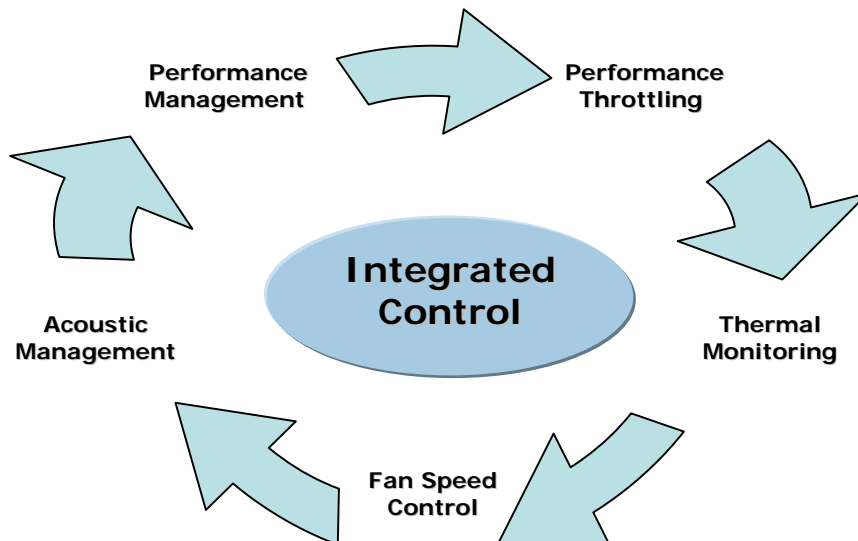 Performance
Management
Performance
Throttling
Integrated
Control
Acoustic
Management
Thermal
Monitoring
Fan Speed
Control